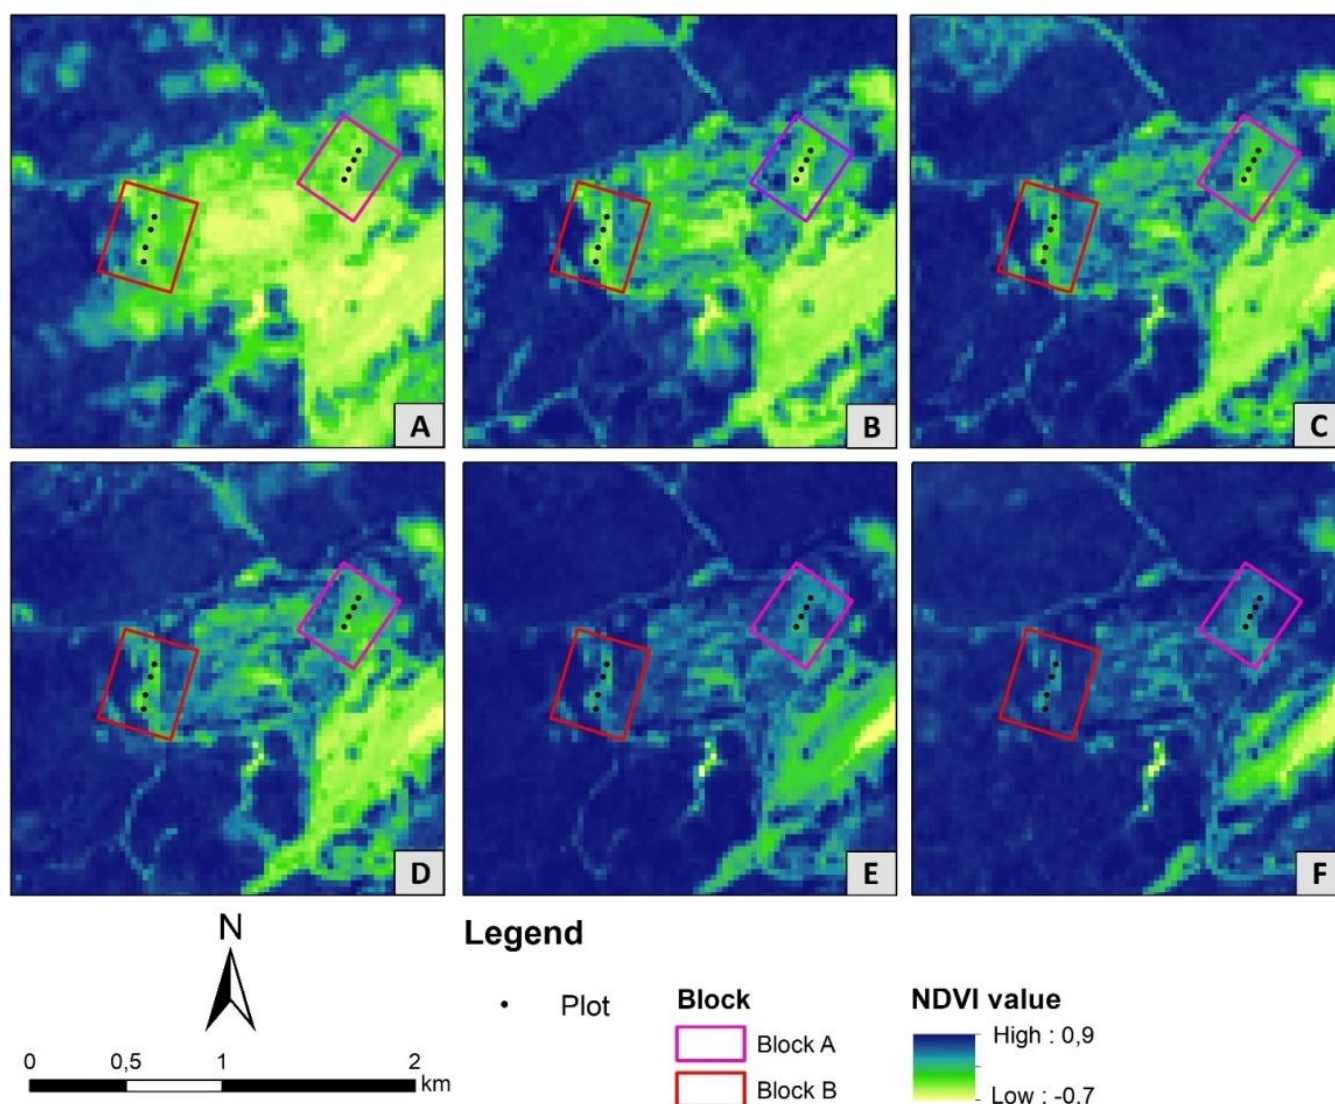 A
B
C
D
E
F
N
0 0,5 1 2
km
Legend
Plot
Block
Block A
Block B
NDVI value
High : 0,9
Low : -0,7